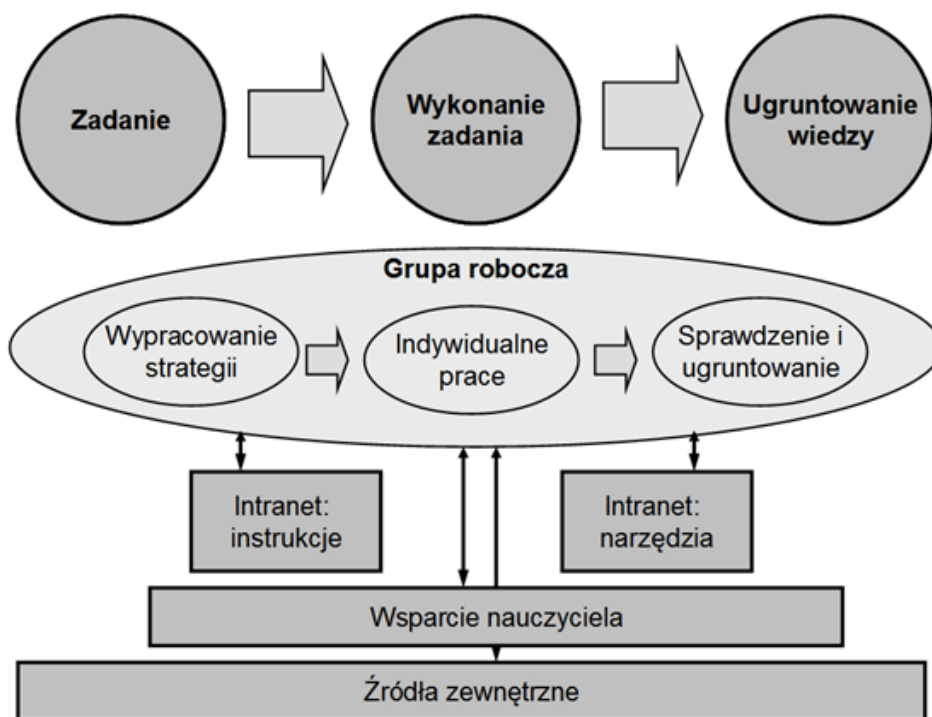 Zadanie
Wykonanie
zadania
Ugruntowanie
wiedzy
Grupa robocza
Wypracowanie
strategii
Indywidualne
prace
Sprawdzenie i
ugruntowanie
Intranet:
instrukcje
Intranet:
narzędzia
Wsparcie nauczyciela
Źródła zewnętrzne